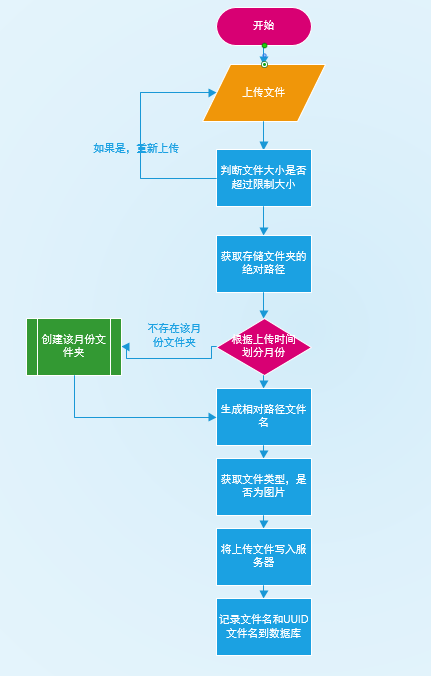 开始
上传文件
如果是，重新上传
判断文件大小是否
超过限制大小
获取存储文件夹的
绝对路径
不存在该月
份文件夹
根据上传时间
划分月份
创建该月份文
件夹
生成相对路径文件
名
获取文件类型，是
否为图片
将上传文件写入服
务器
记录文件名和UUID
文件名到数据库